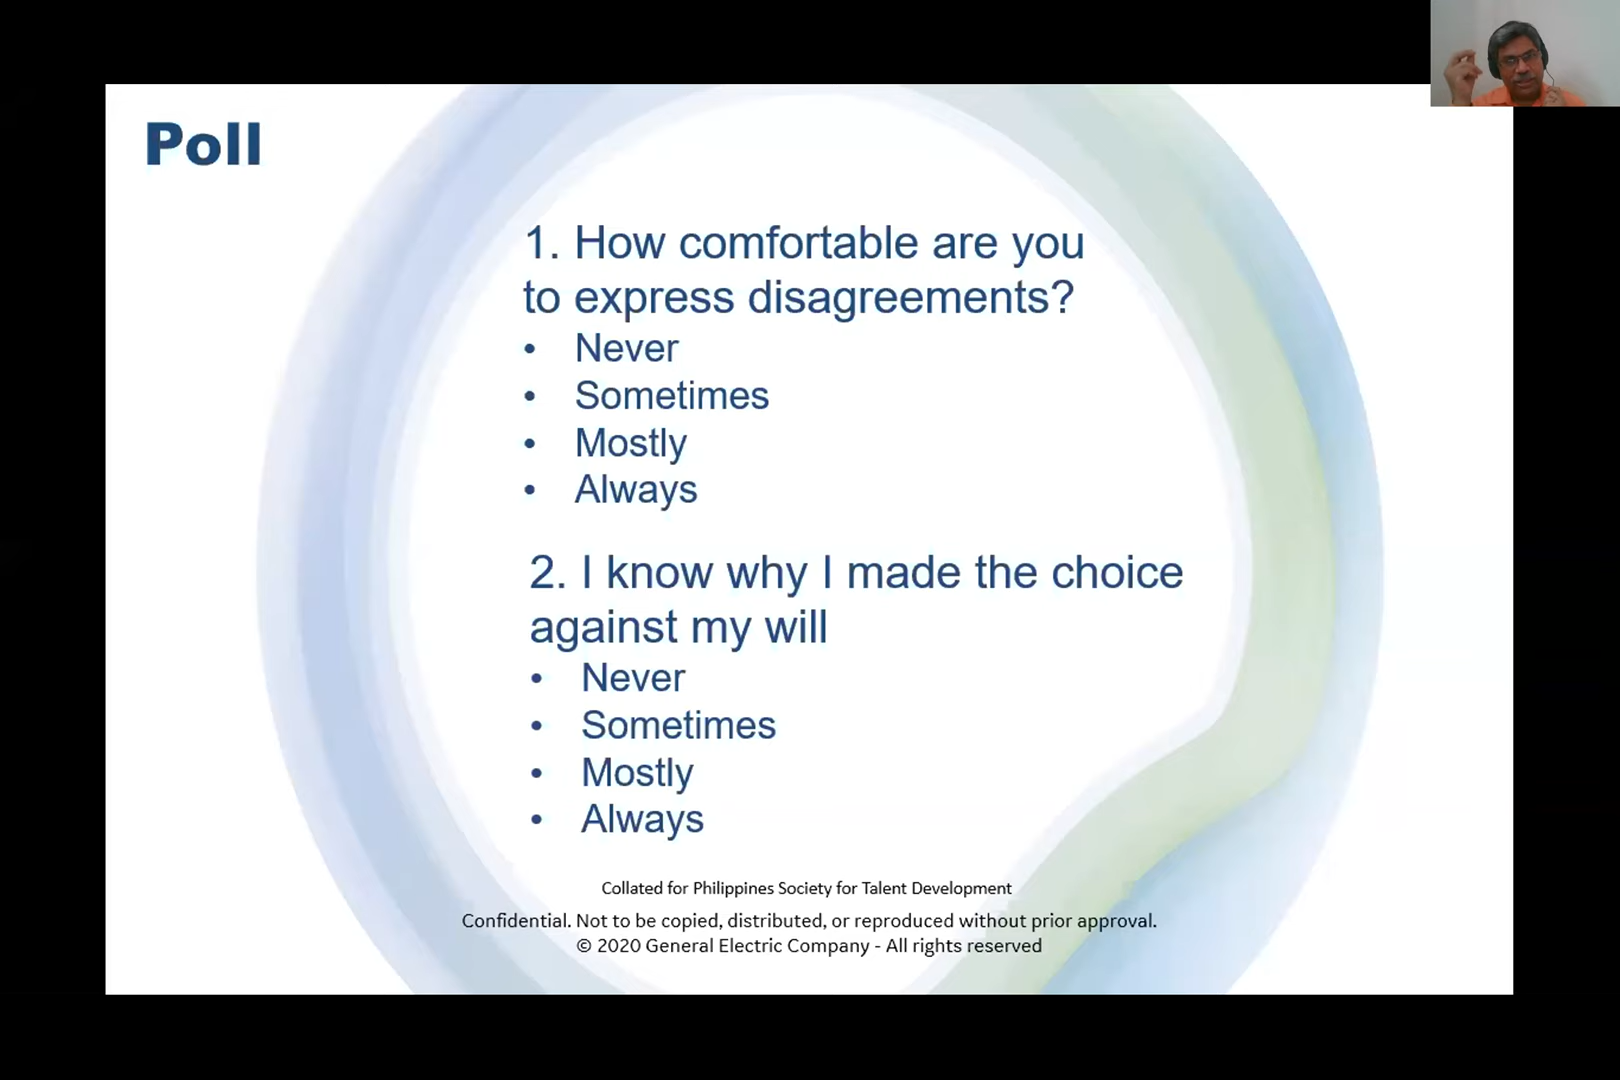 Poll
1. How comfortable are you
to express disagreements?
• Never
• Sometimes
• Mostly
• Always
2. I know why I made the choice
against my will
• Never
• Sometimes
• Mostly
• Always
Collated for Philippines Society for Talent Development
Confidential. Not to be copied, distributed, or reproduced without prior approval.
© 2020 General Electric Company - All rights reserved